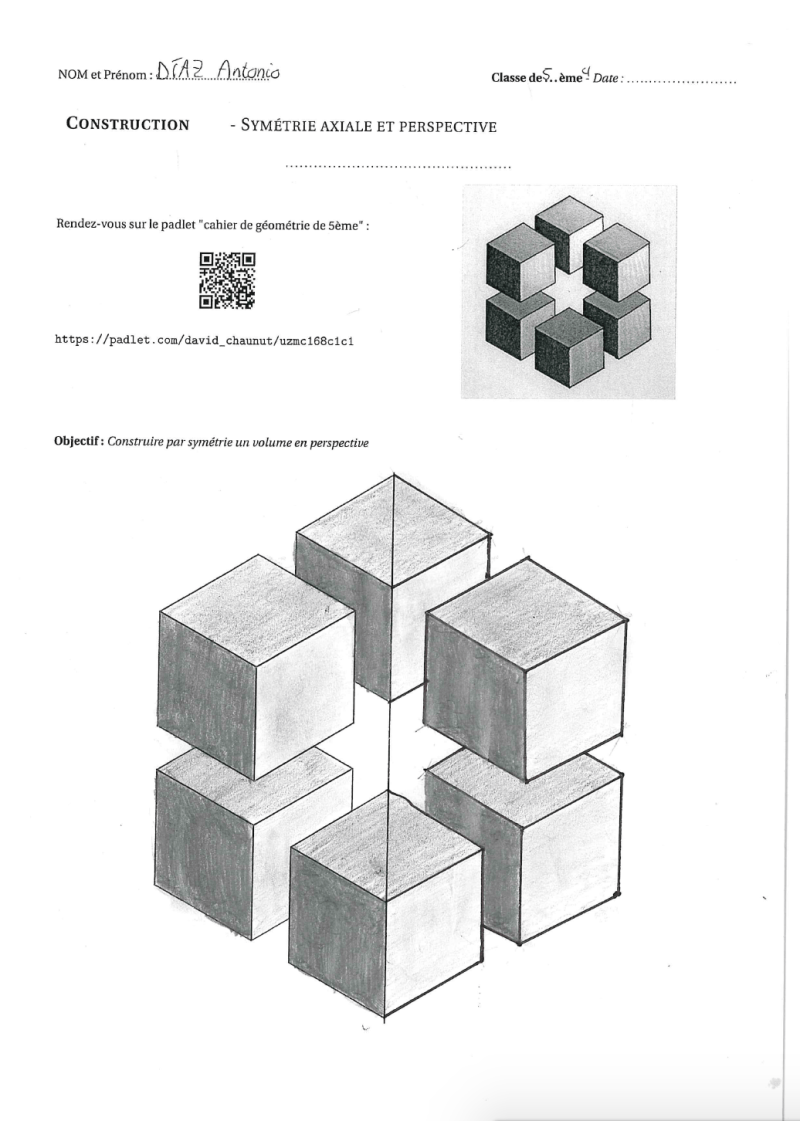 NOM et Prénom : DÍAZ Antonio
Classe de 5..ème 4 Date : ........................
CONSTRUCTION - SYMÉTRIE AXIALE ET PERSPECTIVE
Rendez-vous sur le padlet "cahier de géométrie de 5ème" :
https://padlet.com/david_chaunut/uzmc168c1c1
Objectif : Construire par symétrie un volume en perspective